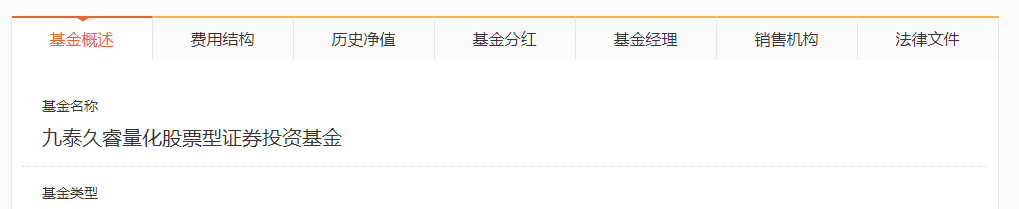 基金概述 费用结构 历史净值 基金分红 基金经理 销售机构 法律文件
基金名称
九泰久睿量化股票型证券投资基金
基金类型